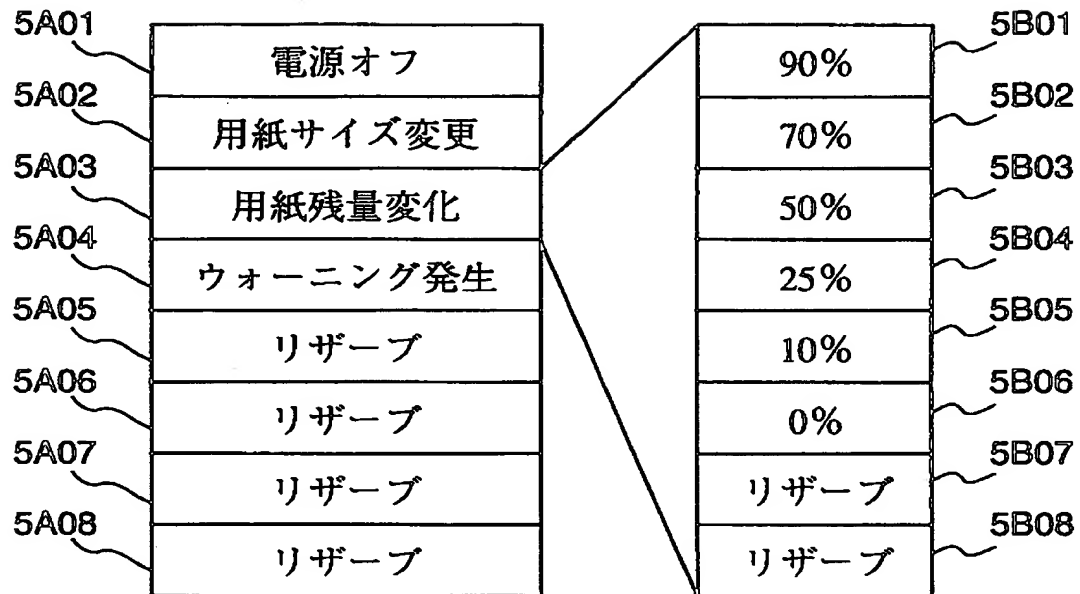 5A01
電源オフ
90%
5B01
5A02
用紙サイズ変更
70%
5B02
5A03
用紙残量変化
50%
5B03
5A04
ウォーニング発生
25%
5B04
5A05
リザーブ
10%
5B05
5A06
リザーブ
0%
5B06
5A07
リザーブ
リザーブ
5B07
5A08
リザーブ
リザーブ
5B08